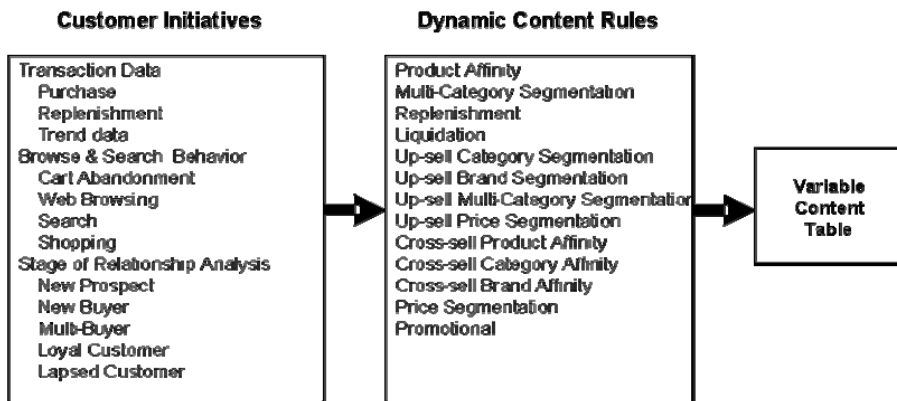 Customer Initiatives
Transaction Data
Purchase
Replenishment
Trend data
Browse & Search Behavior
Cart Abandonment
Web Browsing
Search
Shopping
Stage of Relationship Analysis
New Prospect
New Buyer
Multi-Buyer
Loyal Customer
Lapsed Customer
Dynamic Content Rules
Product Affinity
Multi-Category Segmentation
Replenishment
Liquidation
Up-sell Category Segmentation
Up-sell Brand Segmentation
Up-sell Multi-Category Segmentation
Up-sell Price Segmentation
Cross-sell Product Affinity
Cross-sell Category Affinity
Cross-sell Brand Affinity
Price Segmentation
Promotional
Variable
Content
Table